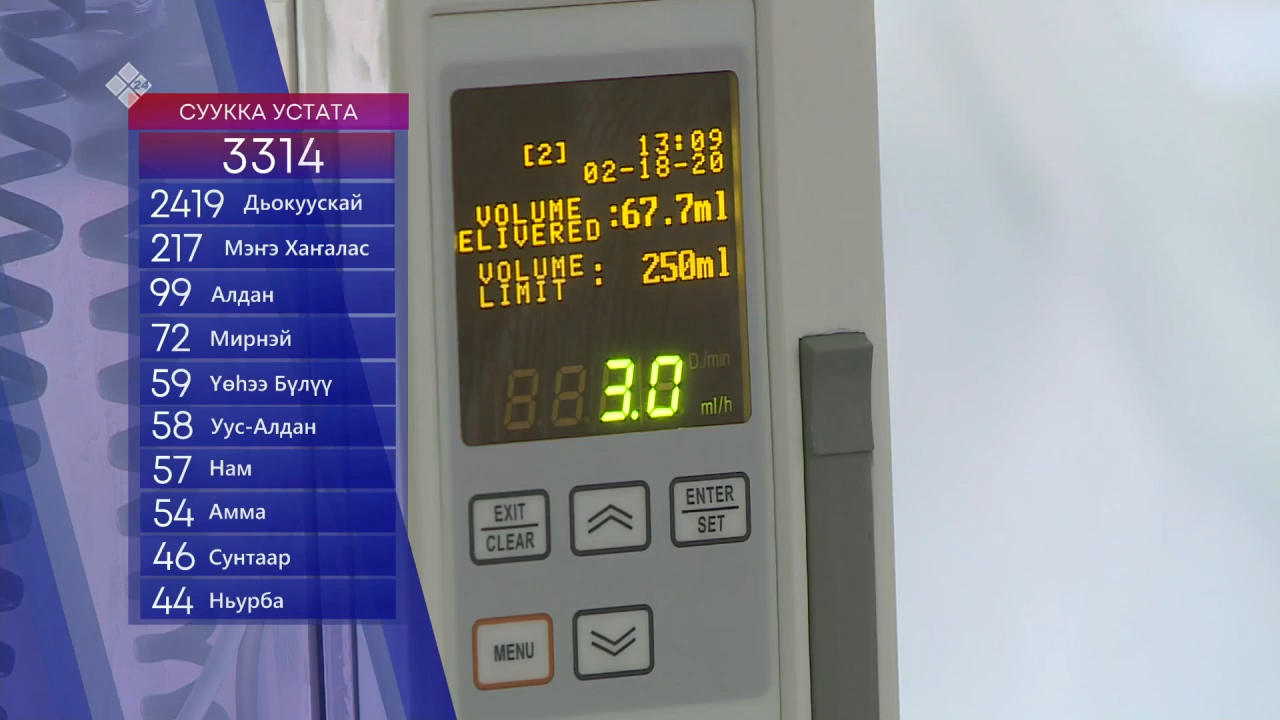 X24
СУУККА УСТАТА
3314
2419 Дьокуускай
217 Мэҥэ Хаҥалас
99 Алдан
72 Мирнэй
59 Үөһээ Бүлүү
58 Уус-Алдан
57 Нам
54 Амма
46 Сунтаар
44 Ньурба
[2] 13:09
02-18-20
VOLUME
ELIVERED :67.7ml
VOLUME
LIMIT : 250ml
D./min
3.0 ml/h
EXIT
CLEAR
ENTER
SET
MENU